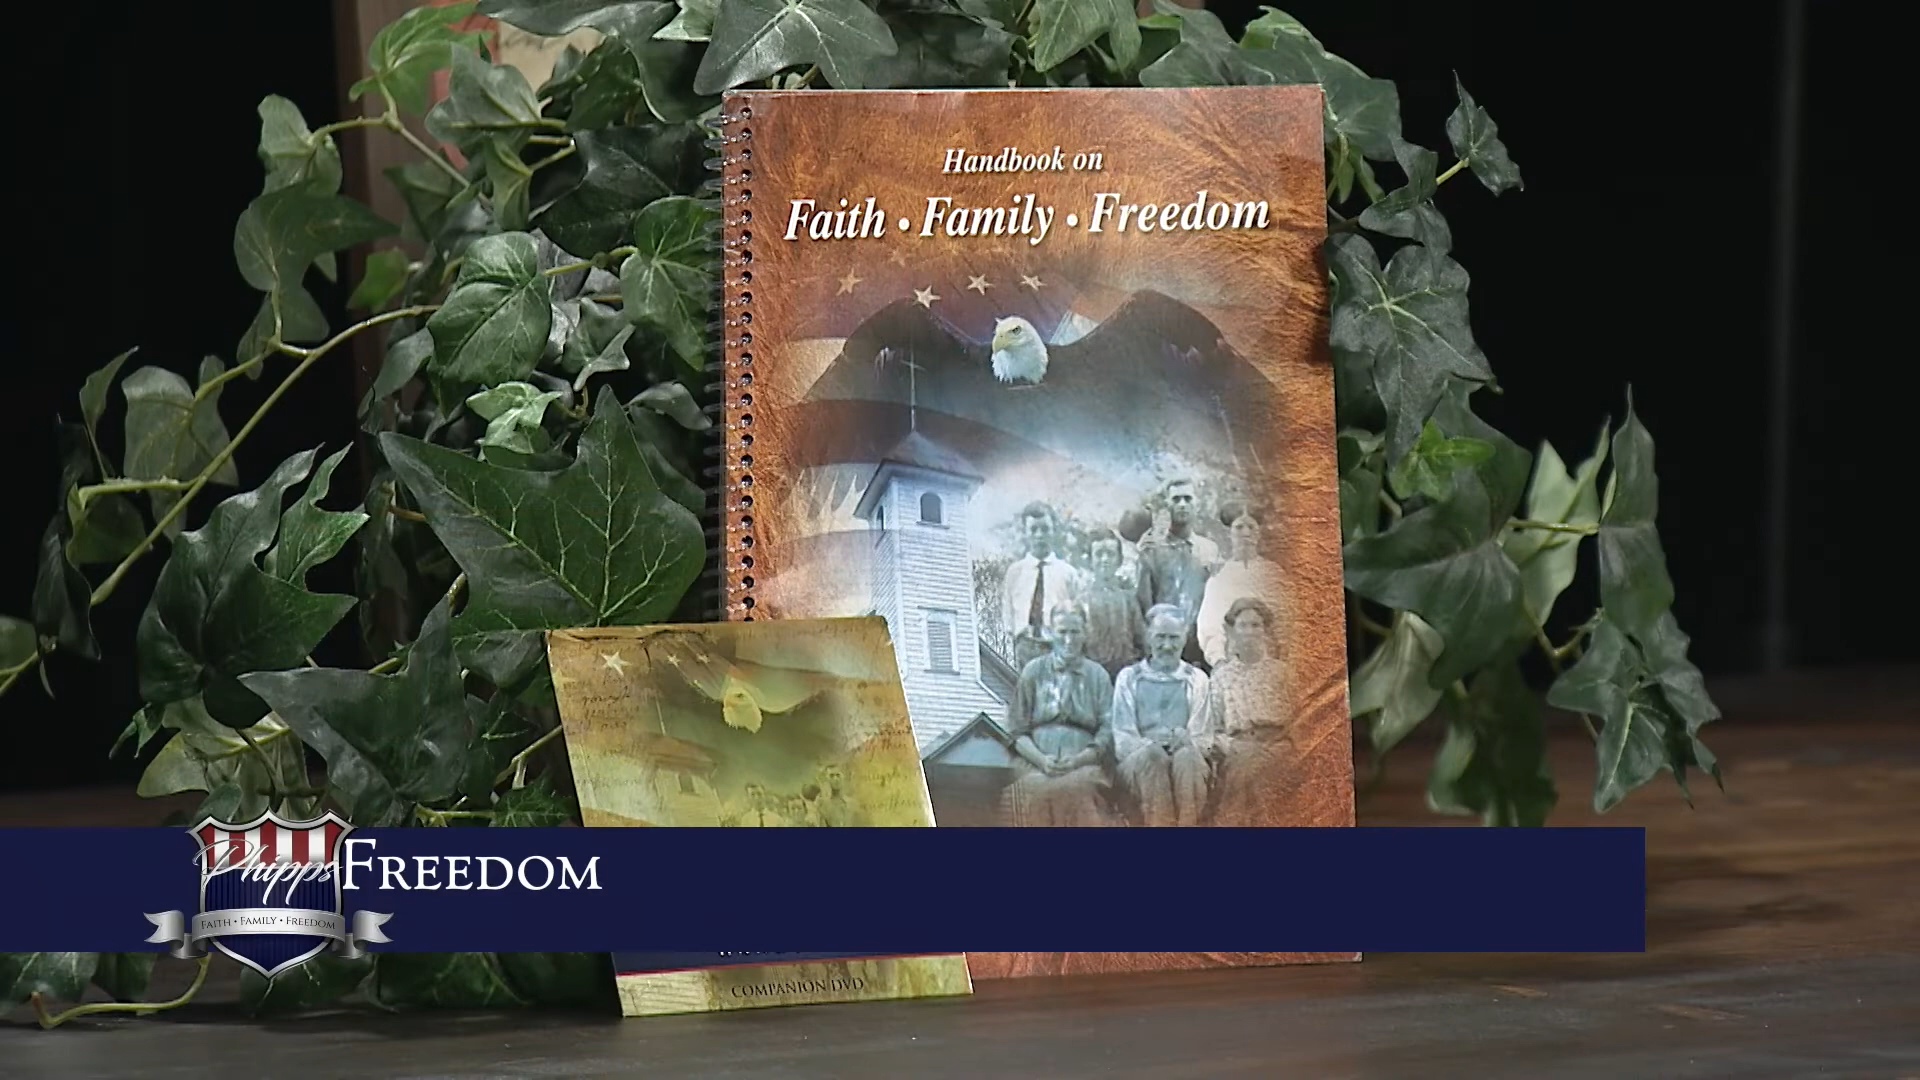 Handbook on
Faith • Family • Freedom
Phipps
FREEDOM
FAITH • FAMILY • FREEDOM
COMPANION DVD